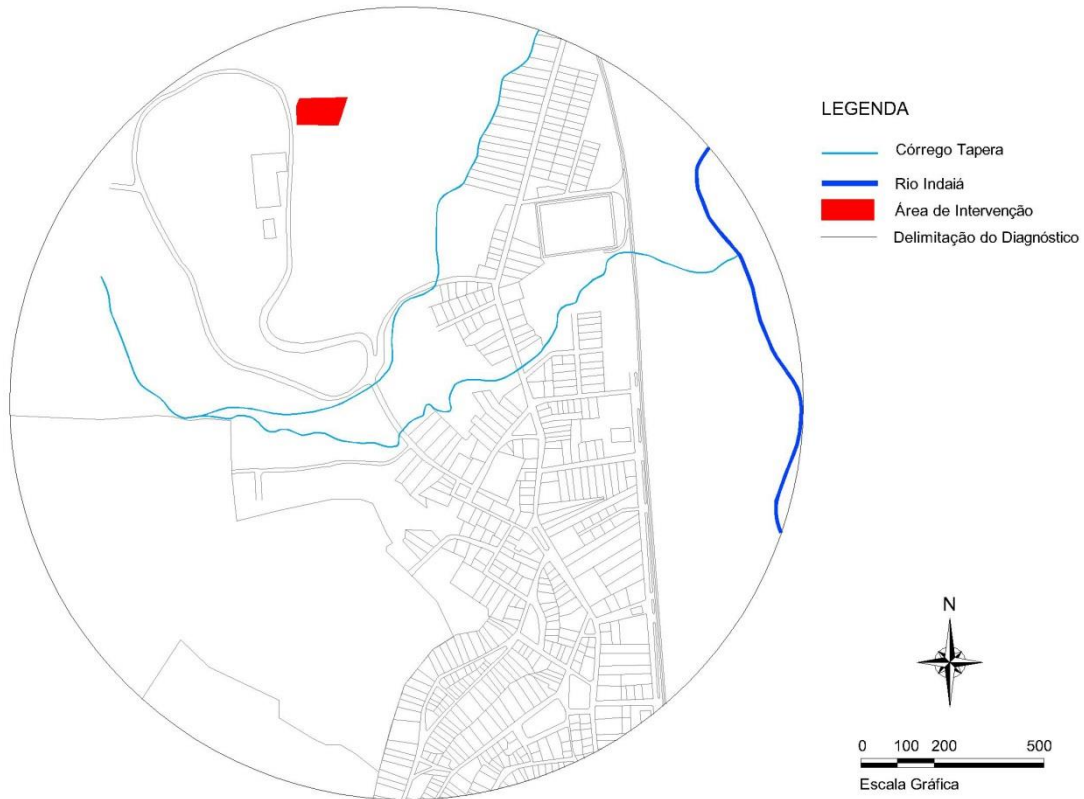 LEGENDA
Córrego Tapera
Rio Indaiá
Área de Intervenção
Delimitação do Diagnóstico
N
0 100 200 500
Escala Gráfica